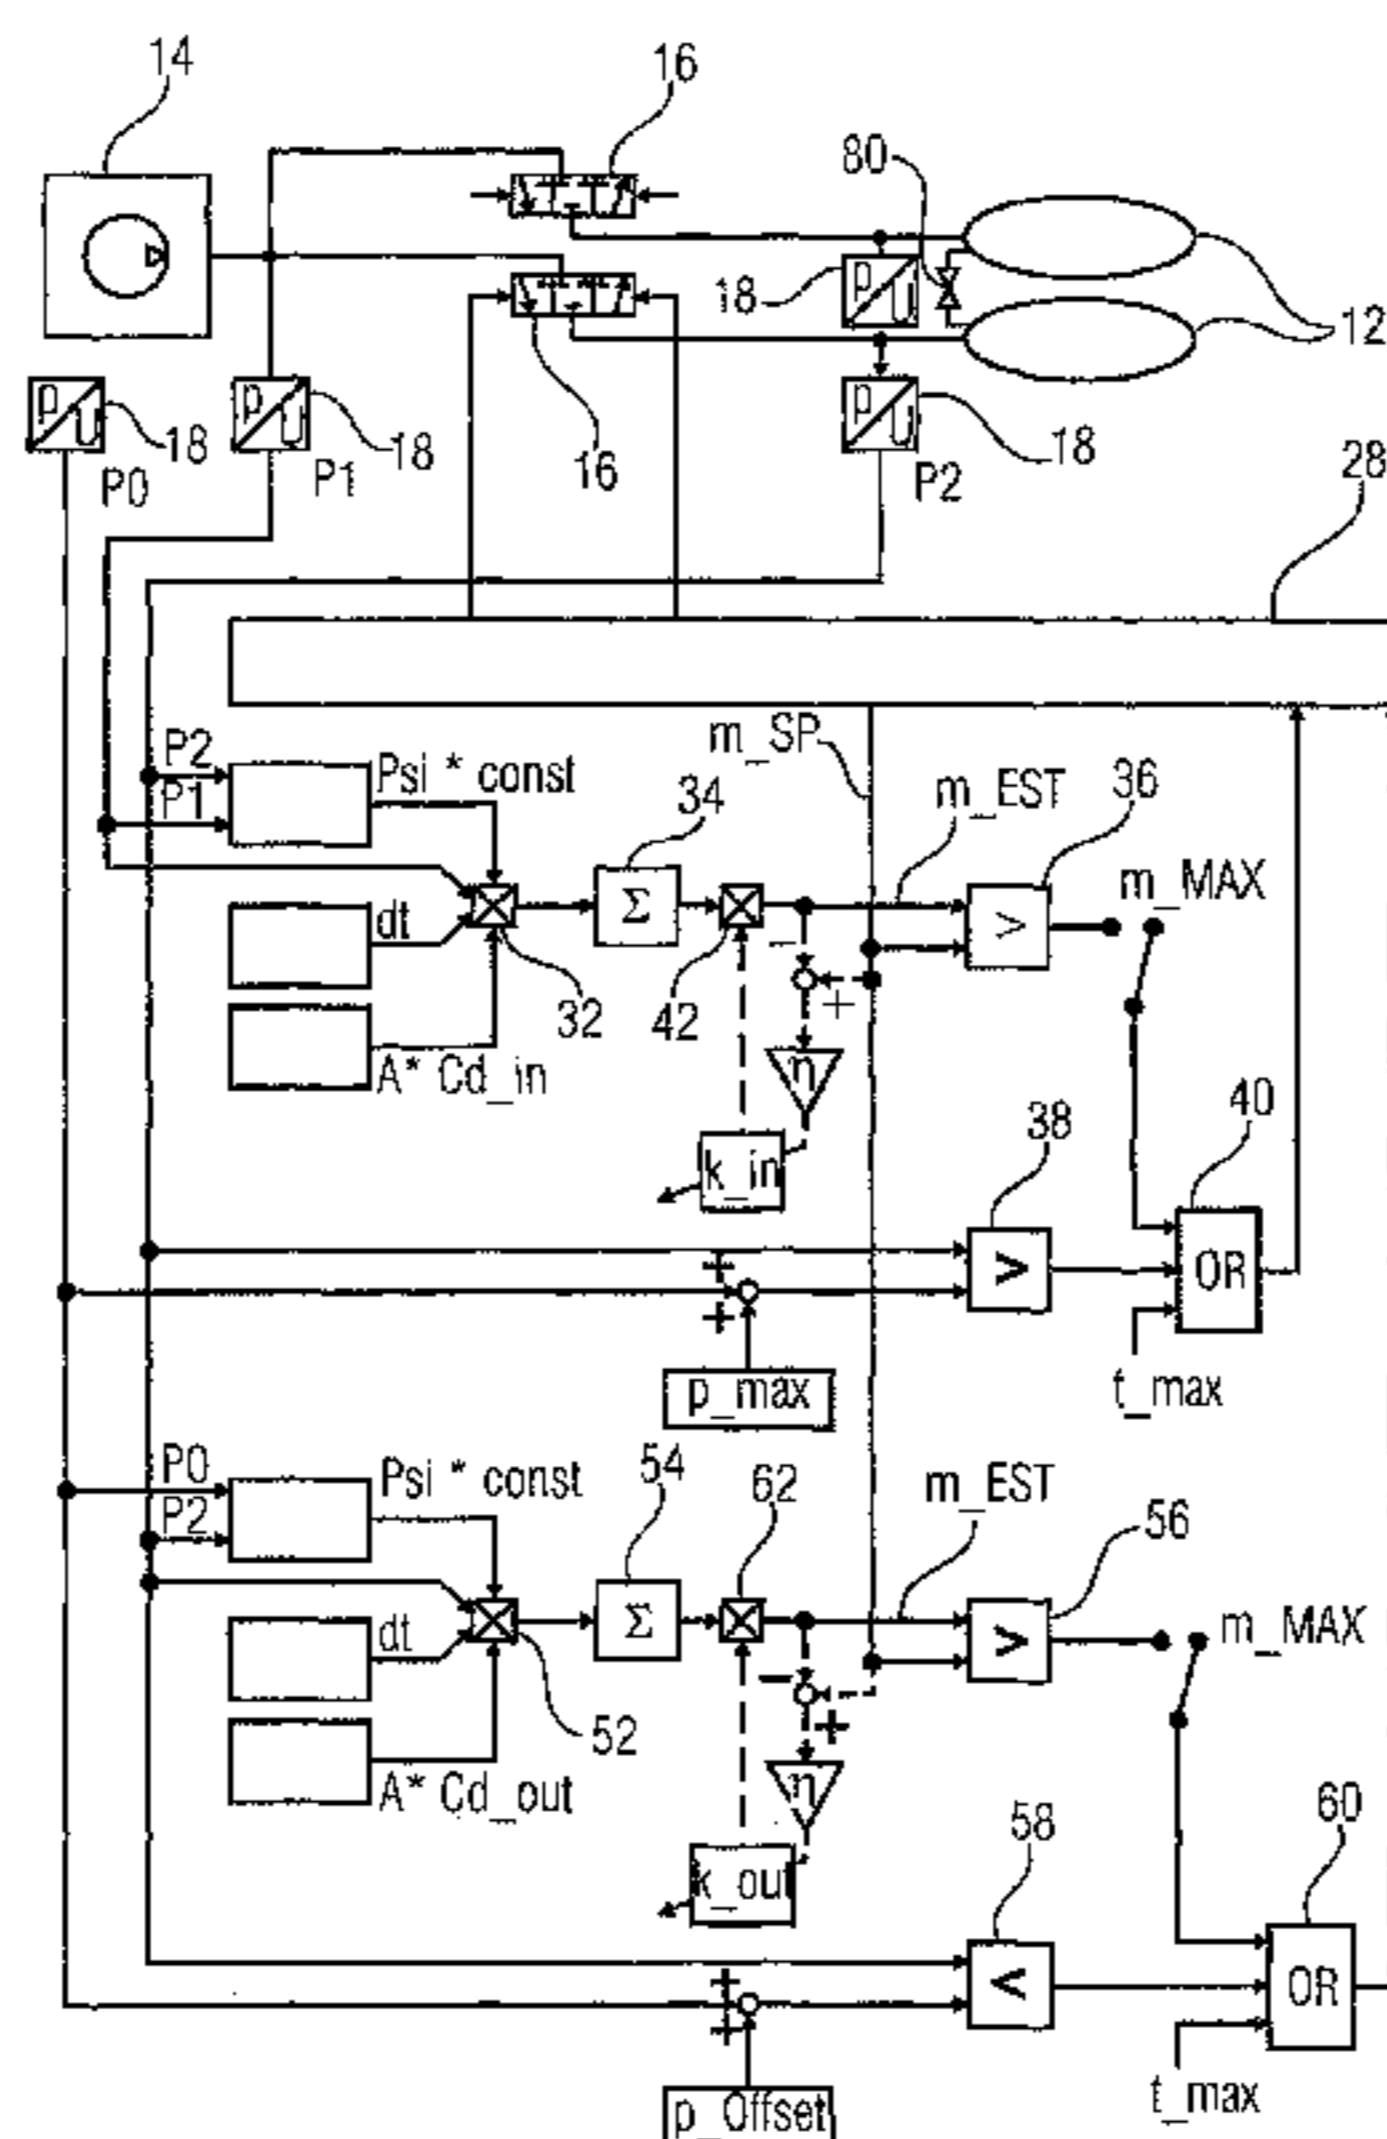 14
16
80
p
U
18
12
p
U
18
P0
p
U
18
P1
16
p
U
18
P2
28
m_SP
P2
P1
Psi * const
34
m_EST
36
m_MAX
Σ
>
dt
32
42
−
+
A* Cd_in
η
k_in
38
40
+
+
>
OR
p_max
t_max
P0
P2
Psi * const
54
62
m_EST
56
dt
Σ
>
m_MAX
−
+
52
A* Cd_out
η
k_out
58
60
+
+
<
OR
t_max
p_Offset